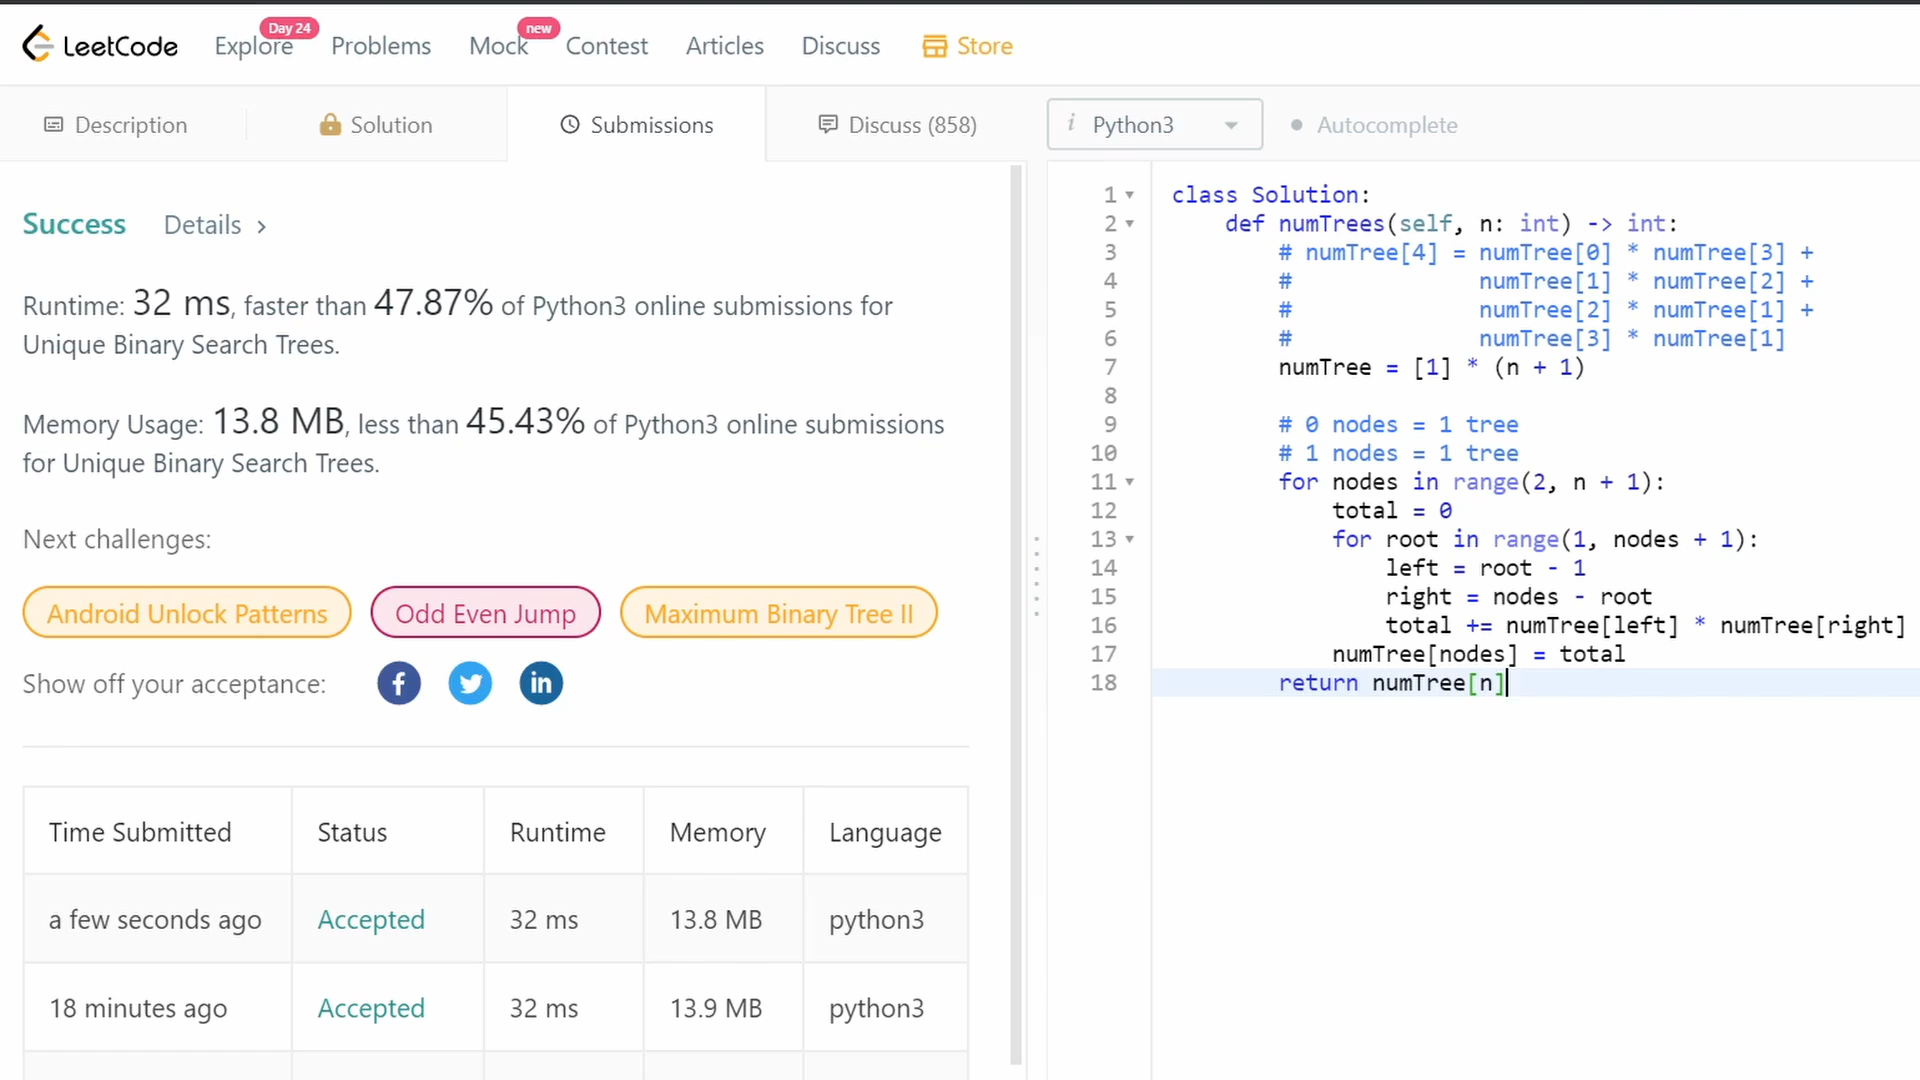 LeetCode
Explore
Day 24
Problems
Mock
new
Contest
Articles
Discuss
Store
Description
Solution
Submissions
Discuss (858)
i Python3
Autocomplete
Success
Details >
Runtime: 32 ms, faster than 47.87% of Python3 online submissions for
Unique Binary Search Trees.
Memory Usage: 13.8 MB, less than 45.43% of Python3 online submissions
for Unique Binary Search Trees.
Next challenges:
Android Unlock Patterns
Odd Even Jump
Maximum Binary Tree II
Show off your acceptance:
f
in
Time Submitted Status Runtime Memory Language
a few seconds ago Accepted 32 ms 13.8 MB python3
18 minutes ago Accepted 32 ms 13.9 MB python3
1 class Solution:
2     def numTrees(self, n: int) -> int:
3         # numTree[4] = numTree[0] * numTree[3] +
4         #              numTree[1] * numTree[2] +
5         #              numTree[2] * numTree[1] +
6         #              numTree[3] * numTree[1]
7         numTree = [1] * (n + 1)
8
9         # 0 nodes = 1 tree
10         # 1 nodes = 1 tree
11         for nodes in range(2, n + 1):
12             total = 0
13             for root in range(1, nodes + 1):
14                 left = root - 1
15                 right = nodes - root
16                 total += numTree[left] * numTree[right]
17             numTree[nodes] = total
18         return numTree[n]